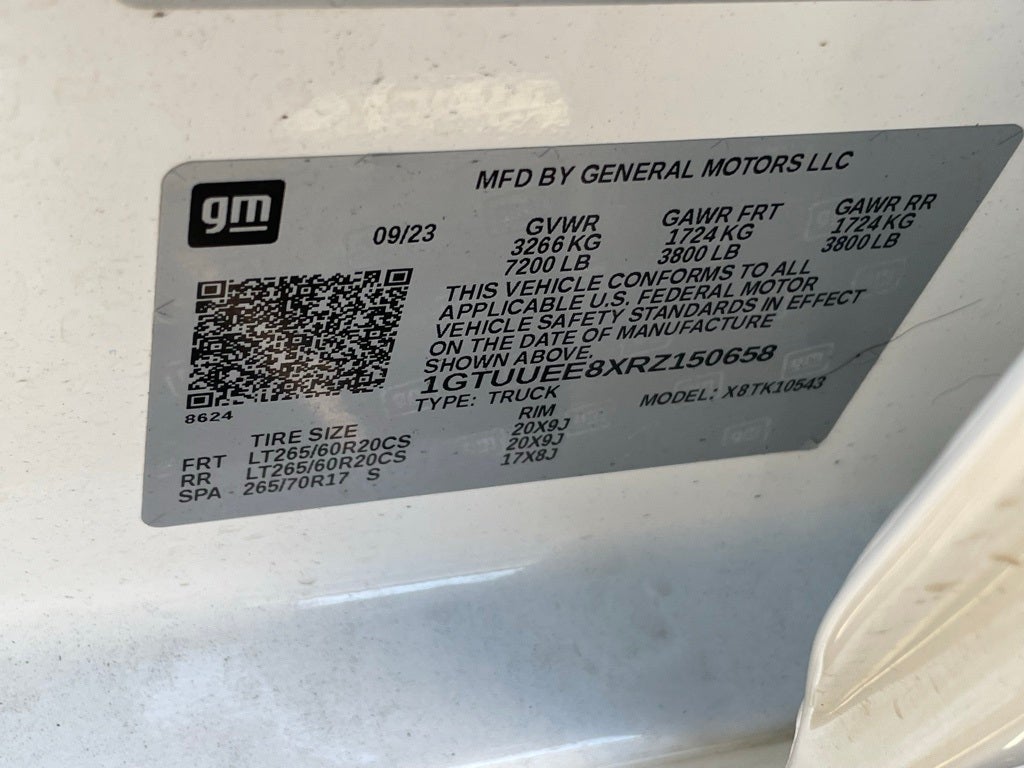 gm
MFD BY GENERAL MOTORS LLC
09/23
GVWR GAWR FRT GAWR RR
3266 KG 1724 KG 1724 KG
7200 LB 3800 LB 3800 LB
THIS VEHICLE CONFORMS TO ALL
APPLICABLE U.S. FEDERAL MOTOR
VEHICLE SAFETY STANDARDS IN EFFECT
ON THE DATE OF MANUFACTURE
SHOWN ABOVE.
1GTUUEE8XRZ150658
TYPE: TRUCK MODEL: X8TK10543
8624
TIRE SIZE RIM
FRT LT265/60R20CS 20X9J
RR LT265/60R20CS 20X9J
SPA 265/70R17 S 17X8J